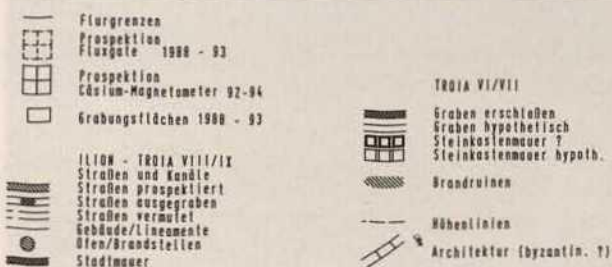 Flurgrenzen
Prospektion
Fluxgate 1988 - 93
Prospektion
Cäsium-Magnetometer 92-94
Grabungsflächen 1988 - 93
ILION - TROIA VIII/IX
Straßen und Kanäle
Straßen prospektiert
Straßen ausgegraben
Straßen vermutet
Gebäude/Lineamente
Öfen/Brandstellen
Stadtmauer
TROIA VI/VII
Graben erschloßen
Graben hypothetisch
Steinkastenmauer ?
Steinkastenmauer hypoth.
Brandruinen
Höhenlinien
Architektur (byzantin. ?)